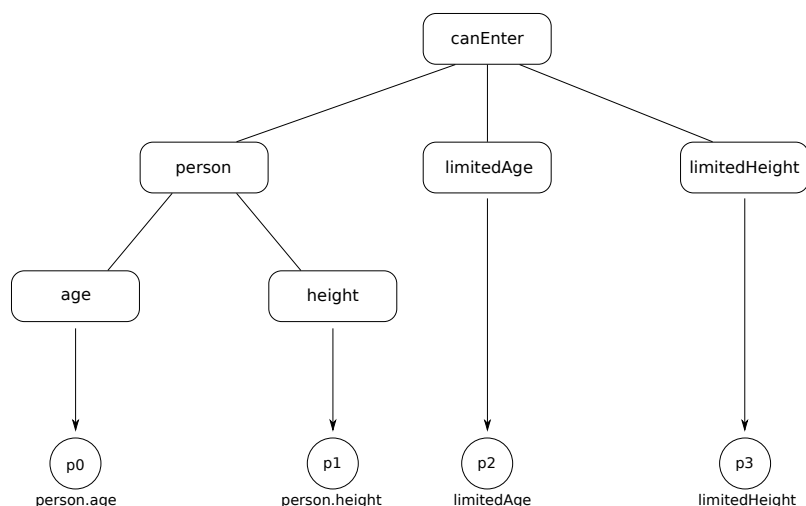 canEnter
person
limitedAge
limitedHeight
age
height
p0
p1
p2
p3
person.age
person.height
limitedAge
limitedHeight